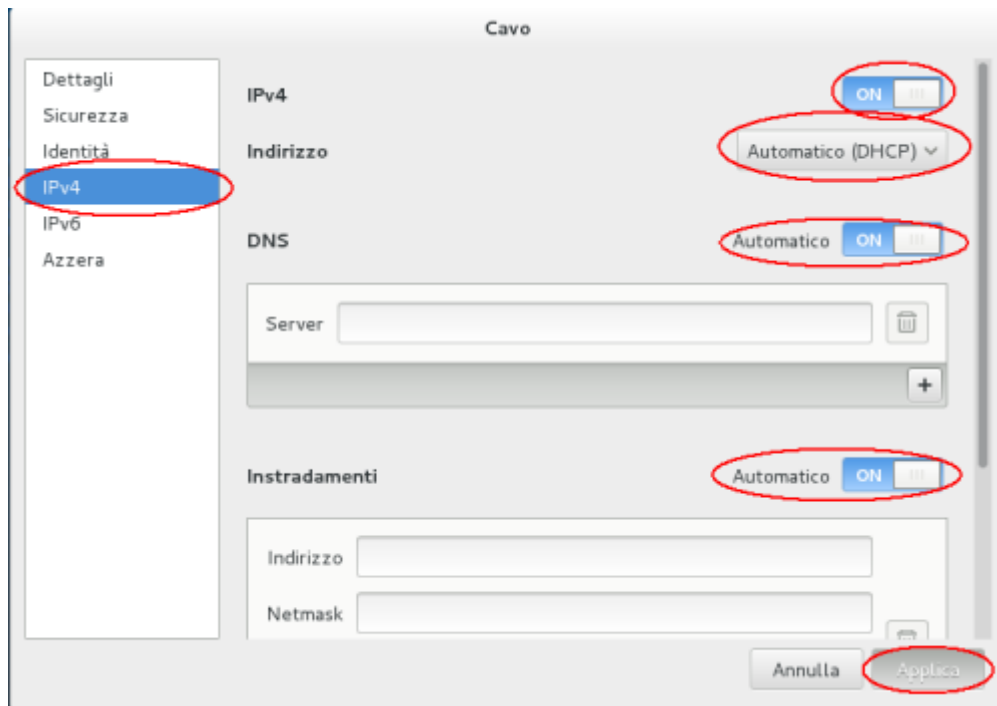 Cavo
Dettagli
Sicurezza
Identità
IPv4
IPv6
Azzera
IPv4 ON
Indirizzo Automatico (DHCP)
DNS Automatico ON
Server
+
Instradamenti Automatico ON
Indirizzo
Netmask
Annulla Applica